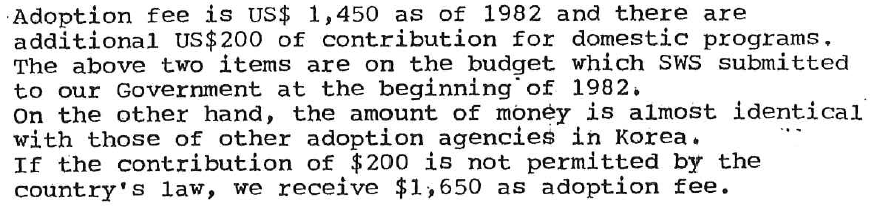 Adoption fee is US$ 1,450 as of 1982 and there are
additional US$200 of contribution for domestic programs.
The above two items are on the budget which SWS submitted
to our Government at the beginning of 1982.
On the other hand, the amount of money is almost identical
with those of other adoption agencies in Korea.
If the contribution of $200 is not permitted by the
country's law, we receive $1,650 as adoption fee.